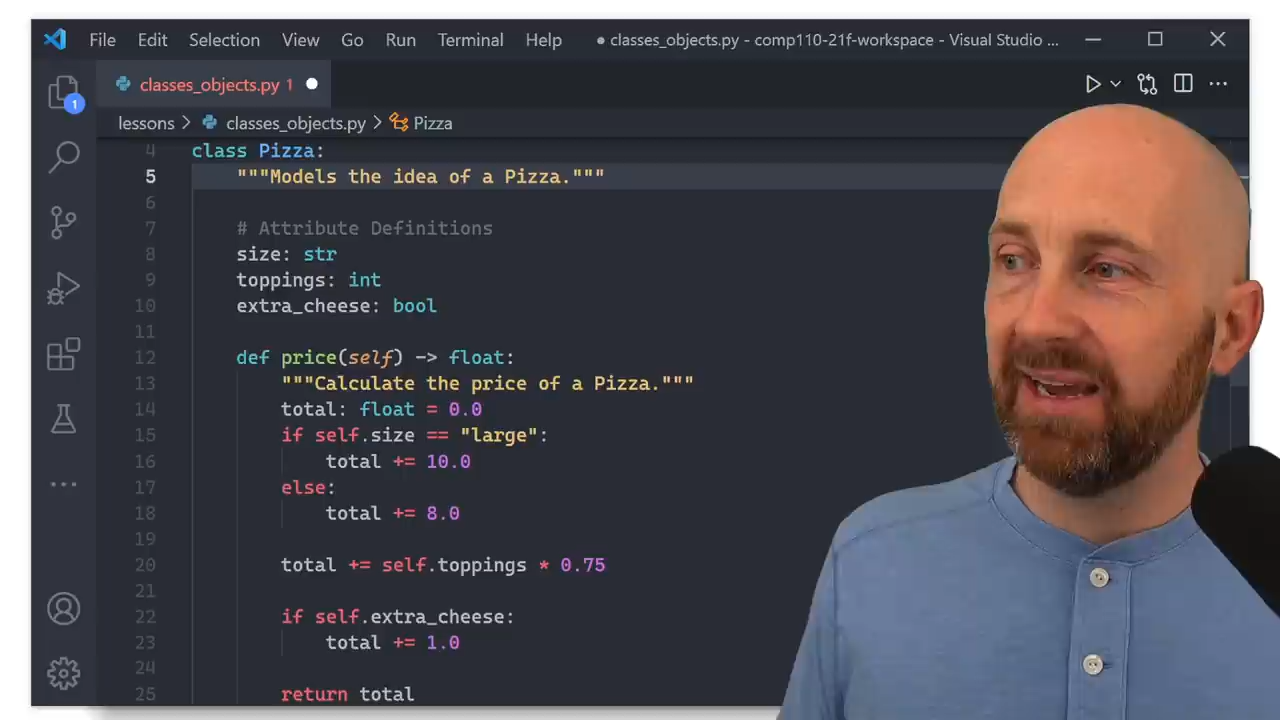 File Edit Selection View Go Run Terminal Help ● classes_objects.py - comp110-21f-workspace - Visual Studio ...
1
classes_objects.py 1
lessons > classes_objects.py > Pizza
4 class Pizza:
5 """Models the idea of a Pizza."""
6
7 # Attribute Definitions
8 size: str
9 toppings: int
10 extra_cheese: bool
11
12 def price(self) -> float:
13 """Calculate the price of a Pizza."""
14 total: float = 0.0
15 if self.size == "large":
16 total += 10.0
17 else:
18 total += 8.0
19
20 total += self.toppings * 0.75
21
22 if self.extra_cheese:
23 total += 1.0
24
25 return total